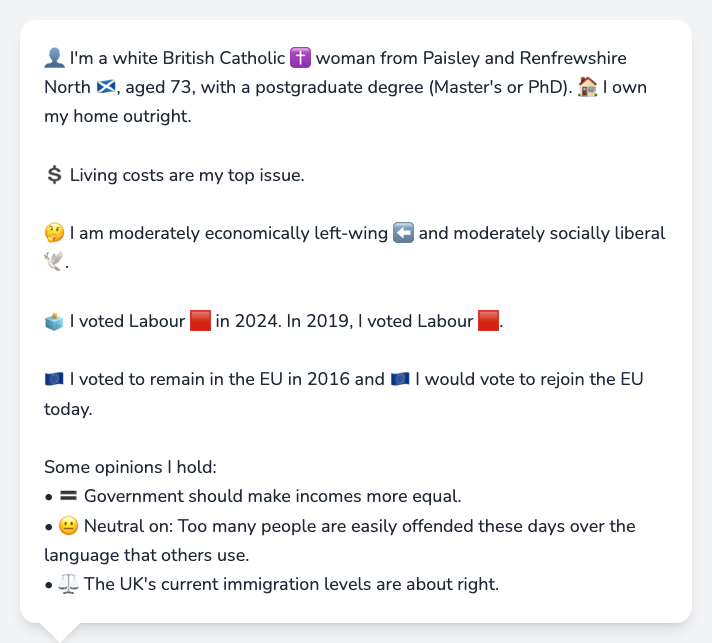 👤 I'm a white British Catholic ✝️ woman from Paisley and Renfrewshire
North 🏴󠁧󠁢󠁳󠁣󠁴󠁿, aged 73, with a postgraduate degree (Master's or PhD). 🏠 I own
my home outright.
💲 Living costs are my top issue.
🤔 I am moderately economically left-wing ⬅️ and moderately socially liberal
🕊️.
🗳️ I voted Labour 🟥 in 2024. In 2019, I voted Labour 🟥.
🇪🇺 I voted to remain in the EU in 2016 and 🇪🇺 I would vote to rejoin the EU
today.
Some opinions I hold:
• 🟰 Government should make incomes more equal.
• 😐 Neutral on: Too many people are easily offended these days over the
language that others use.
• ⚖️ The UK's current immigration levels are about right.